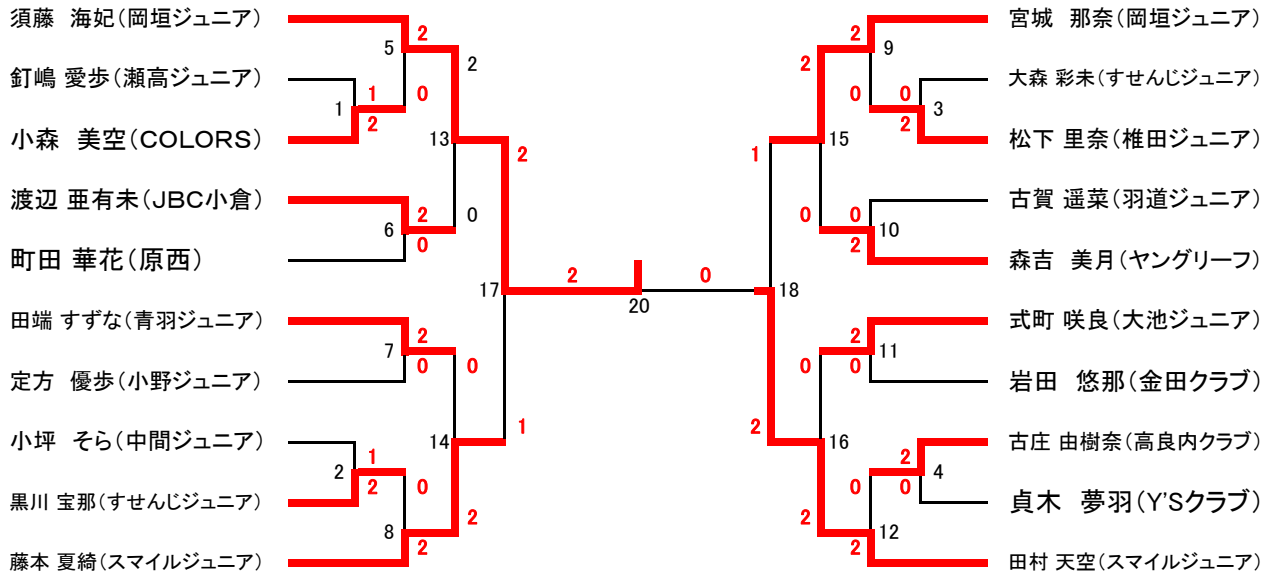 須藤　海妃(岡垣ジュニア)
釘嶋 愛歩(瀬高ジュニア)
小森　美空(COLORS)
渡辺 亜有未(JBC小倉)
町田 華花(原西)
田端 すずな(青羽ジュニア)
定方　優歩(小野ジュニア)
小坪　そら(中間ジュニア)
黒川 宝那(すせんじジュニア)
藤本 夏綺(スマイルジュニア)
5
2
1
1
0
2
13
2
6
2
0
0
2
7
2
0
0
14
1
2
1
2
0
8
2
2
17
2
20
0
18
宮城　那奈(岡垣ジュニア)
大森 彩未(すせんじジュニア)
松下 里奈(椎田ジュニア)
古賀 遥菜(羽道ジュニア)
森吉　美月(ヤングリーフ)
式町 咲良(大池ジュニア)
岩田　悠那(金田クラブ)
古庄 由樹奈(高良内クラブ)
貞木　夢羽(Y'Sクラブ)
田村 天空(スマイルジュニア)
2
9
2
0
0
3
2
1
15
0
0
10
2
2
11
0
0
2
16
2
4
0
0
2
12
2